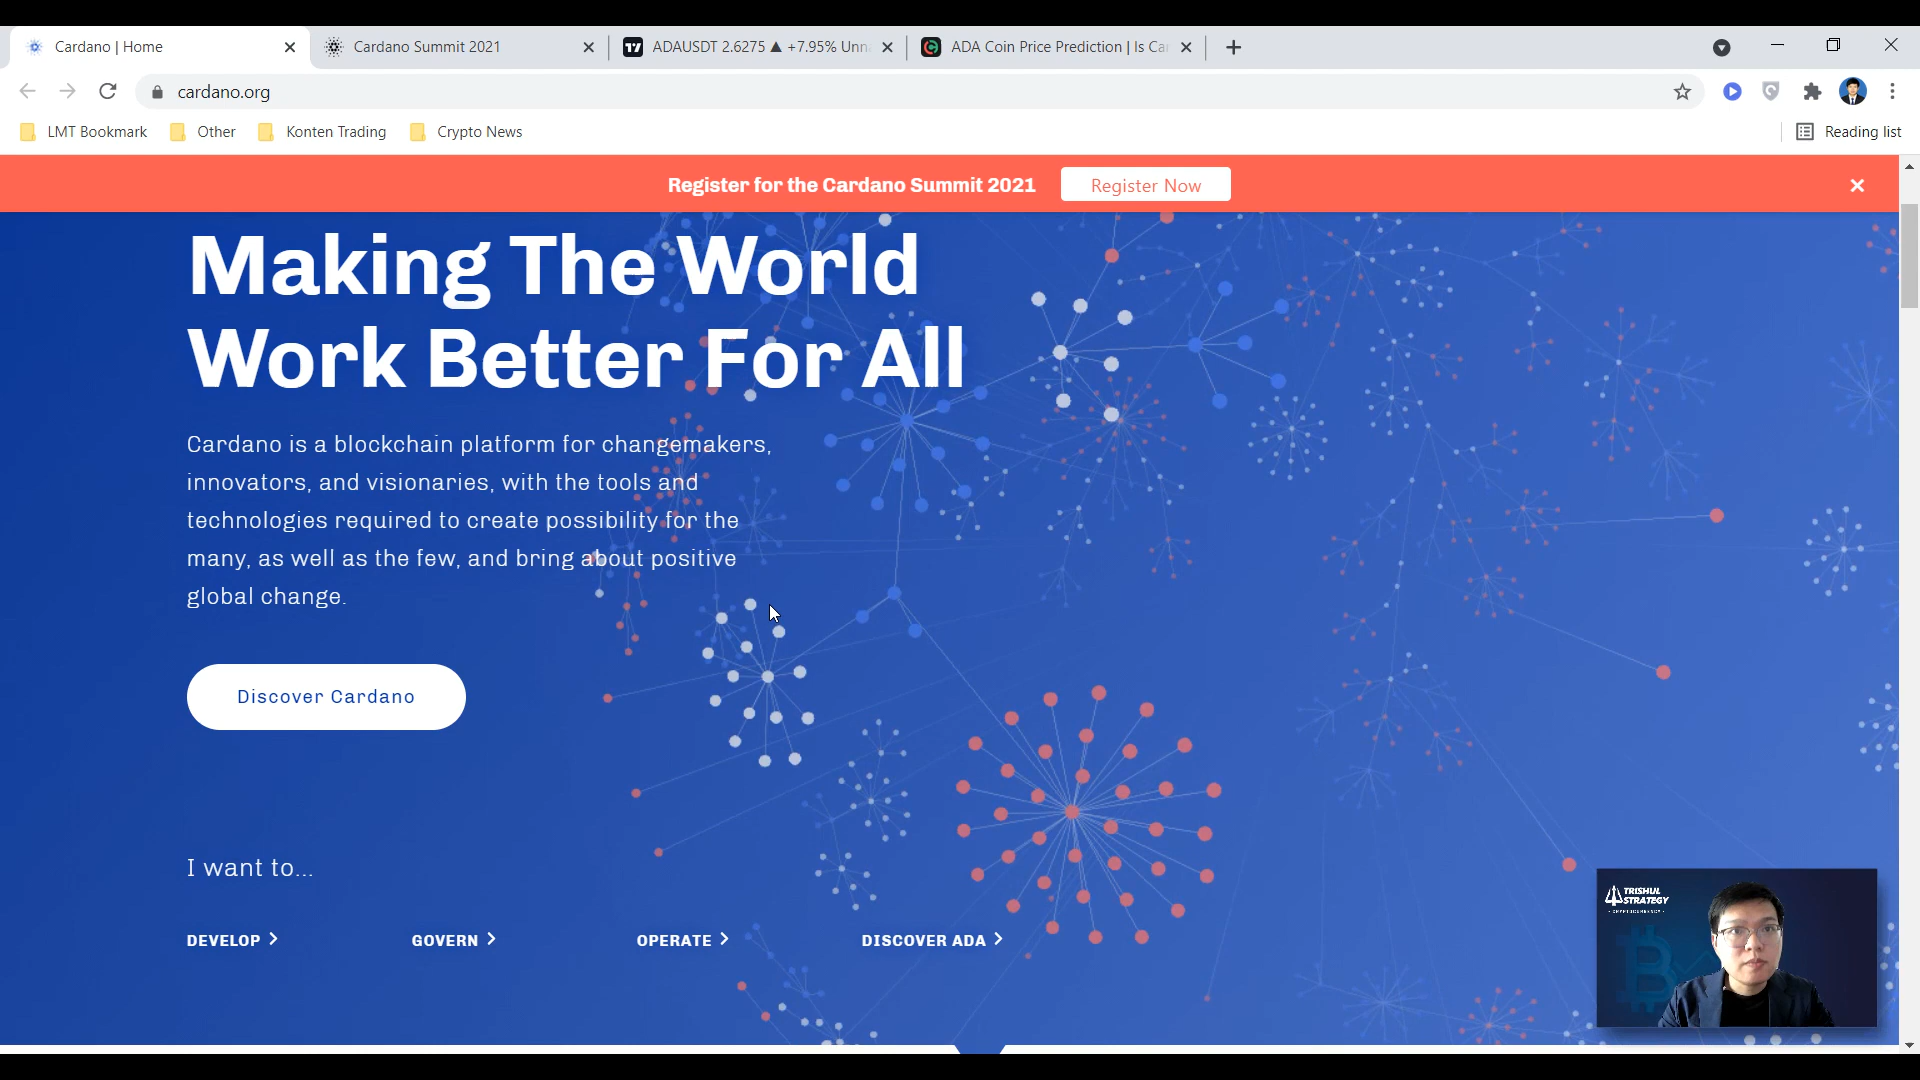 Cardano | Home
Cardano Summit 2021
ADAUSDT 2.6275 ▲ +7.95% Unn
ADA Coin Price Prediction | Is Ca
cardano.org
LMT Bookmark
Other
Konten Trading
Crypto News
Reading list
Register for the Cardano Summit 2021
Register Now
Making The World
Work Better For All
Cardano is a blockchain platform for changemakers,
innovators, and visionaries, with the tools and
technologies required to create possibility for the
many, as well as the few, and bring about positive
global change.
Discover Cardano
I want to...
DEVELOP
GOVERN
OPERATE
DISCOVER ADA
TRISHUL
STRATEGY
- CRYPTOCURRENCY -